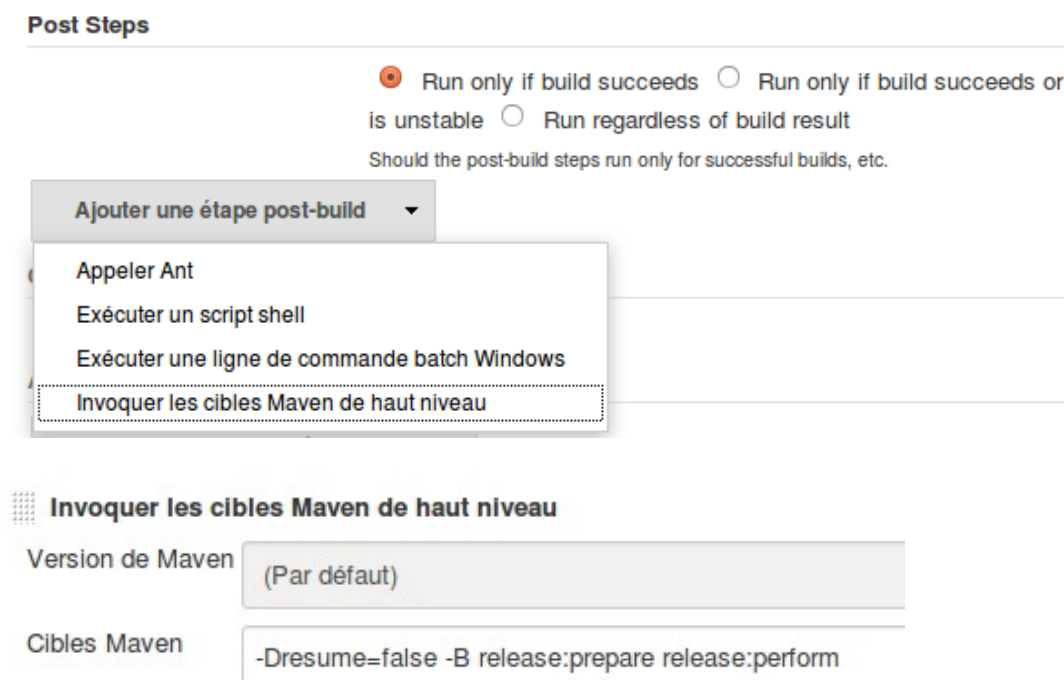 Post Steps
Run only if build succeeds Run only if build succeeds or
is unstable Run regardless of build result
Should the post-build steps run only for successful builds, etc.
Ajouter une étape post-build
Appeler Ant
Exécuter un script shell
Exécuter une ligne de commande batch Windows
Invoquer les cibles Maven de haut niveau
Invoquer les cibles Maven de haut niveau
Version de Maven (Par défaut)
Cibles Maven -Dresume=false -B release:prepare release:perform